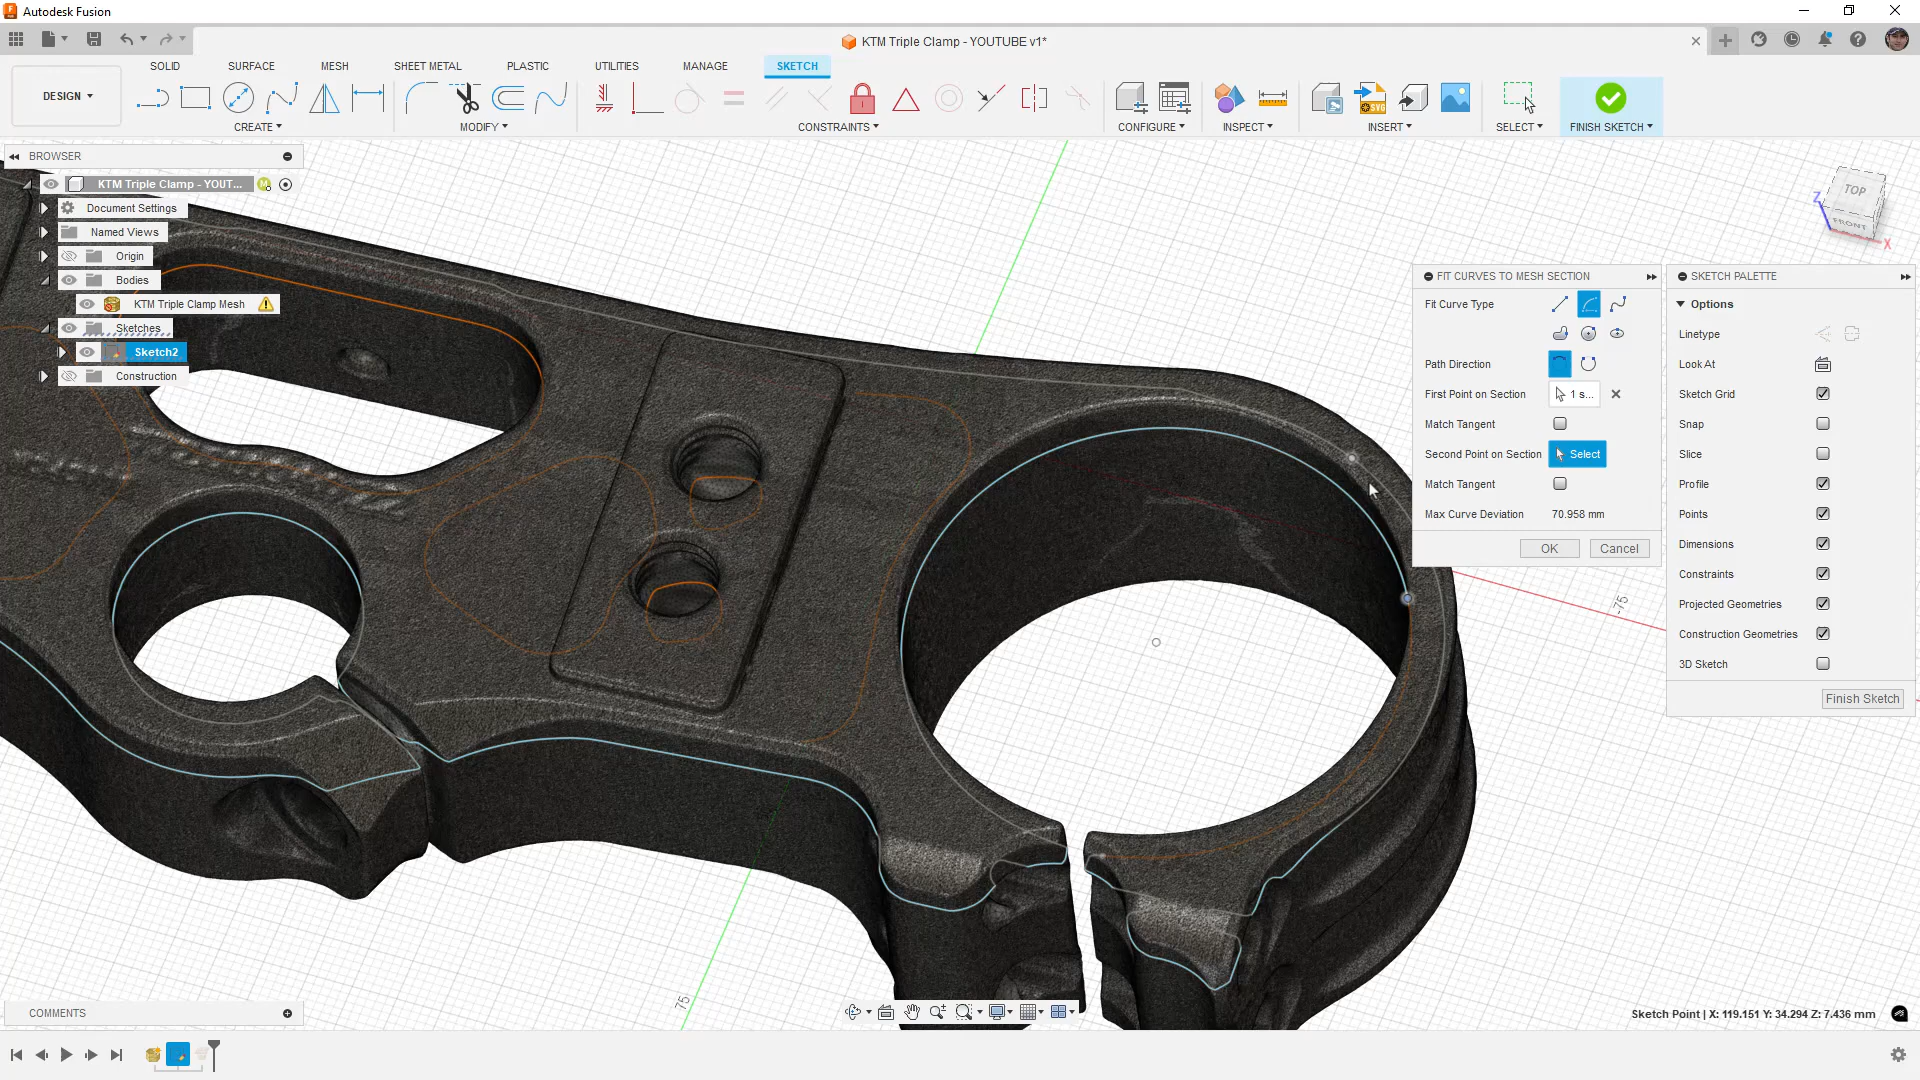 Autodesk Fusion
KTM Triple Clamp - YOUTUBE v1*
SOLID
SURFACE
MESH
SHEET METAL
PLASTIC
UTILITIES
MANAGE
SKETCH
DESIGN
CREATE
MODIFY
CONSTRAINTS
CONFIGURE
INSPECT
INSERT
SELECT
FINISH SKETCH
SVG
BROWSER
KTM Triple Clamp - YOUT...
Document Settings
Named Views
Origin
Bodies
KTM Triple Clamp Mesh
Sketches
Sketch2
Construction
TOP
FRONT
Z
X
FIT CURVES TO MESH SECTION
Fit Curve Type
Path Direction
First Point on Section
1 s...
Match Tangent
Second Point on Section
Select
Match Tangent
Max Curve Deviation
70.958 mm
OK
Cancel
SKETCH PALETTE
Options
Linetype
Look At
Sketch Grid
Snap
Slice
Profile
Points
Dimensions
Constraints
Projected Geometries
Construction Geometries
3D Sketch
Finish Sketch
-75
75
COMMENTS
Sketch Point | X: 119.151 Y: 34.294 Z: 7.436 mm